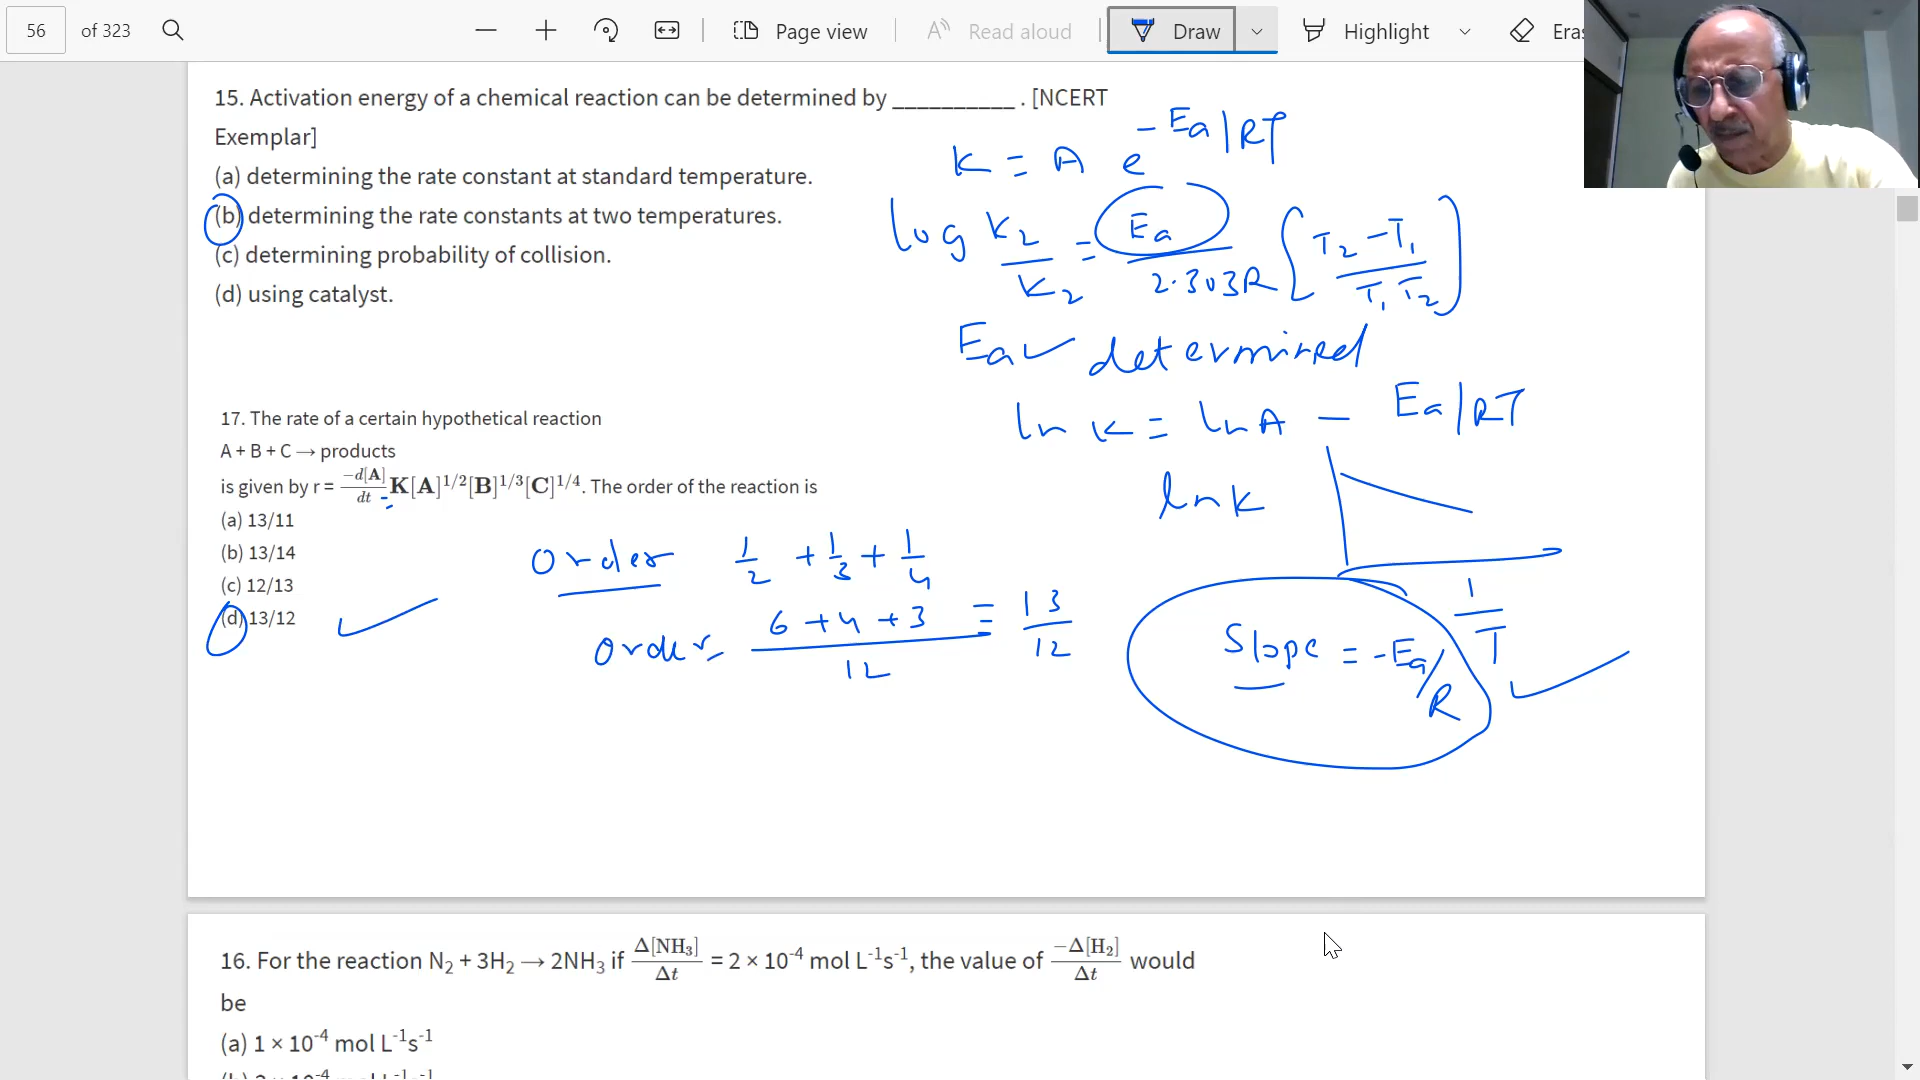 56 of 323 Page view Read aloud Draw Highlight
15. Activation energy of a chemical reaction can be determined by __________ . [NCERT
Exemplar]
(a) determining the rate constant at standard temperature.
(b) determining the rate constants at two temperatures.
(c) determining probability of collision.
(d) using catalyst.
K = A e^{-Ea/RT}
log K2/K2 = Ea/2.303R [T2-T1/T1T2]
Ea ✓ determined
ln K = ln A - Ea/RT
ln K
1/T
Slope = -Ea/R
17. The rate of a certain hypothetical reaction
A + B + C → products
is given by r = -d[A]/dt K[A]^{1/2}[B]^{1/3}[C]^{1/4}. The order of the reaction is
(a) 13/11
(b) 13/14
(c) 12/13
(d) 13/12
Order 1/2 + 1/3 + 1/4
order = 6+4+3/12 = 13/12
16. For the reaction N₂ + 3H₂ → 2NH₃ if Δ[NH₃]/Δt = 2 × 10⁻⁴ mol L⁻¹s⁻¹, the value of -Δ[H₂]/Δt would
be
(a) 1 × 10⁻⁴ mol L⁻¹s⁻¹